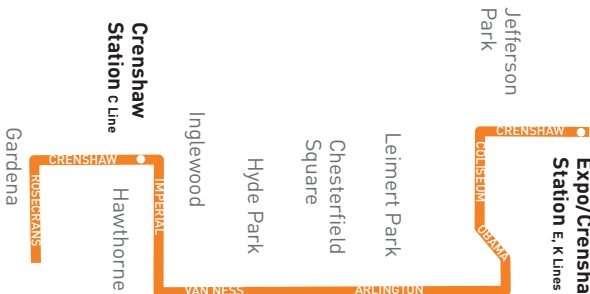 Jefferson
Park
CRENSHAW
Expo/Crensha
Station E, K Lines
COLISEUM
OBAMA
Leimert Park
Chesterfield
Square
Hyde Park
Inglewood
ARLINGTON
VAN NESS
Crenshaw
Station C Line
CRENSHAW
IMPERIAL
Hawthorne
ROSECRANS
Gardena